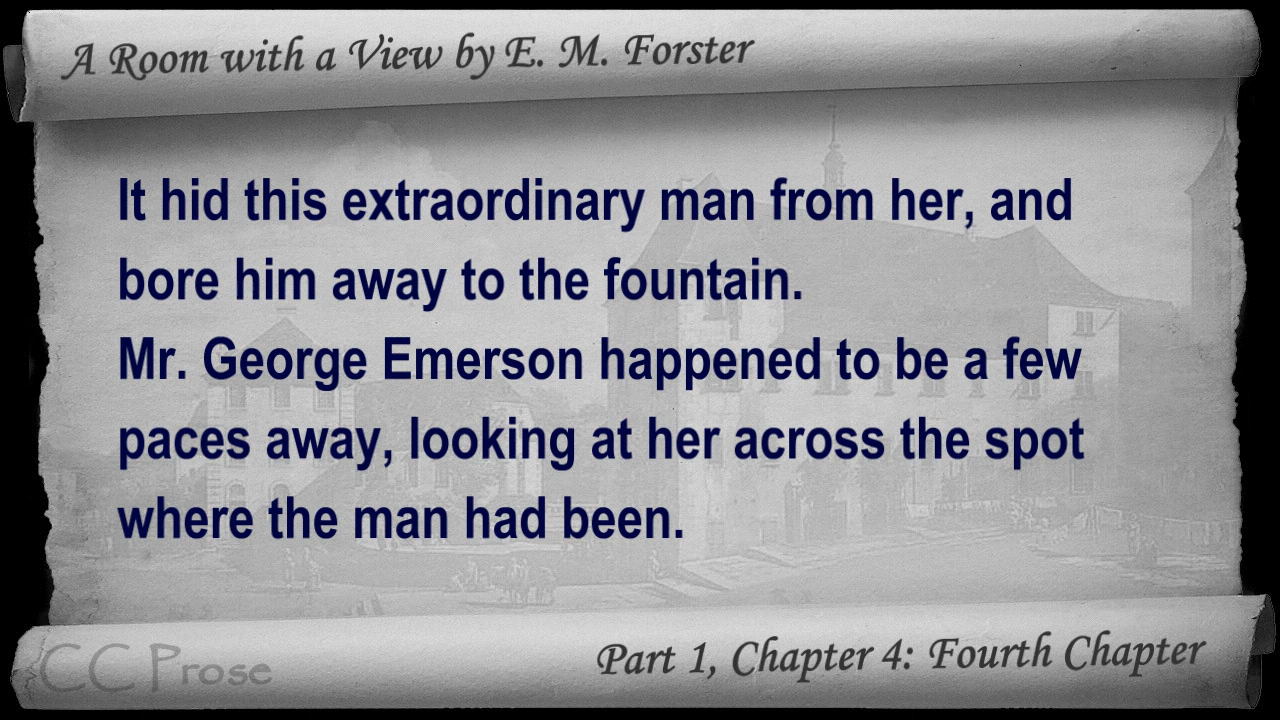 A Room with a View by E. M. Forster
It hid this extraordinary man from her, and
bore him away to the fountain.
Mr. George Emerson happened to be a few
paces away, looking at her across the spot
where the man had been.
CC Prose
Part 1, Chapter 4: Fourth Chapter